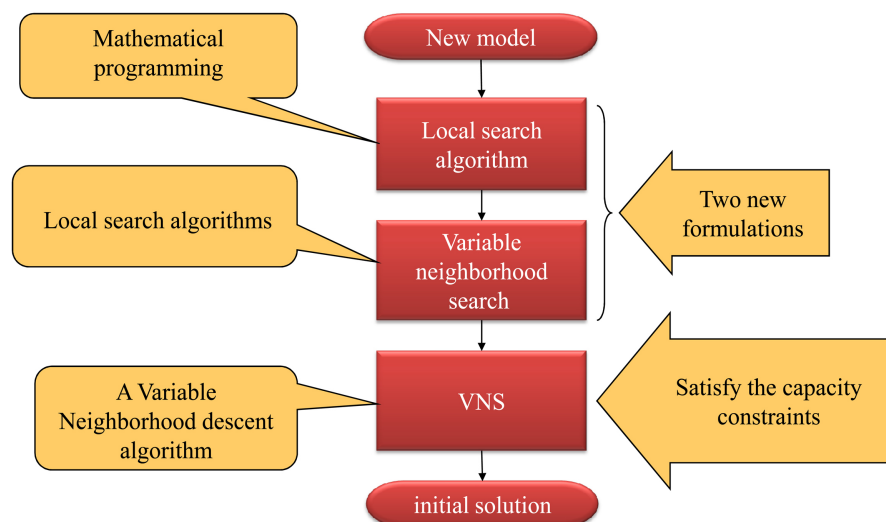 Mathematical
programming
New model
Local search
algorithm
Local search algorithms
Two new
formulations
Variable
neighborhood
search
A Variable
Neighborhood descent
algorithm
VNS
Satisfy the capacity
constraints
initial solution